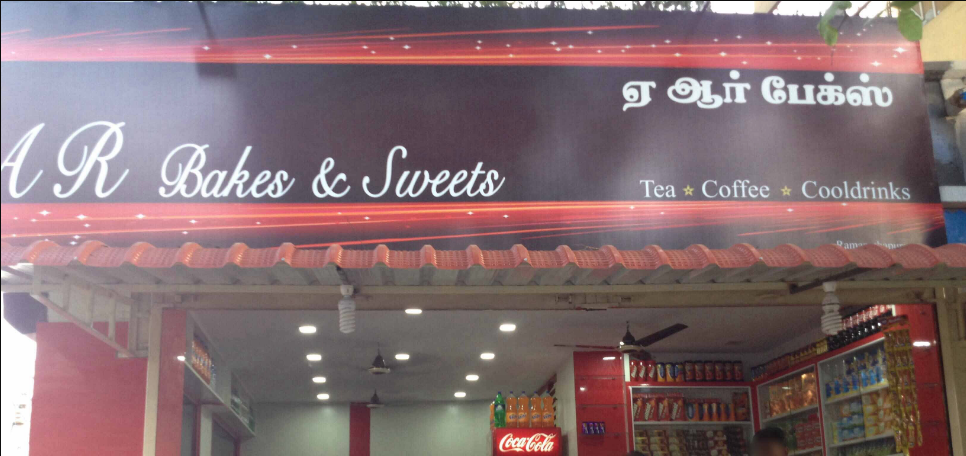 ஏ ஆர் பேக்ஸ்
A R Bakes & Sweets
Tea ☆ Coffee ☆ Cooldrinks
Coca-Cola